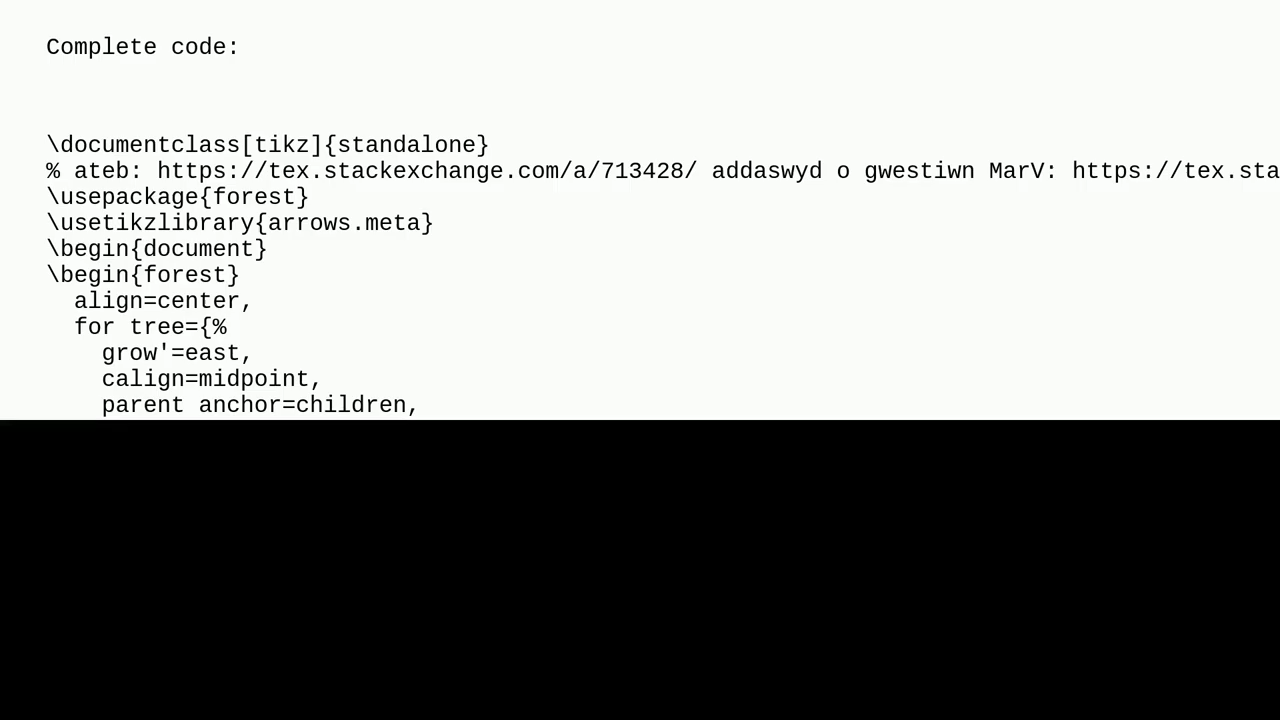 Complete code:
\documentclass[tikz]{standalone}
% ateb: https://tex.stackexchange.com/a/713428/ addaswyd o gwestiwn MarV: https://tex.sta
\usepackage{forest}
\usetikzlibrary{arrows.meta}
\begin{document}
\begin{forest}
  align=center,
  for tree={%
    grow'=east,
    calign=midpoint,
    parent anchor=children,